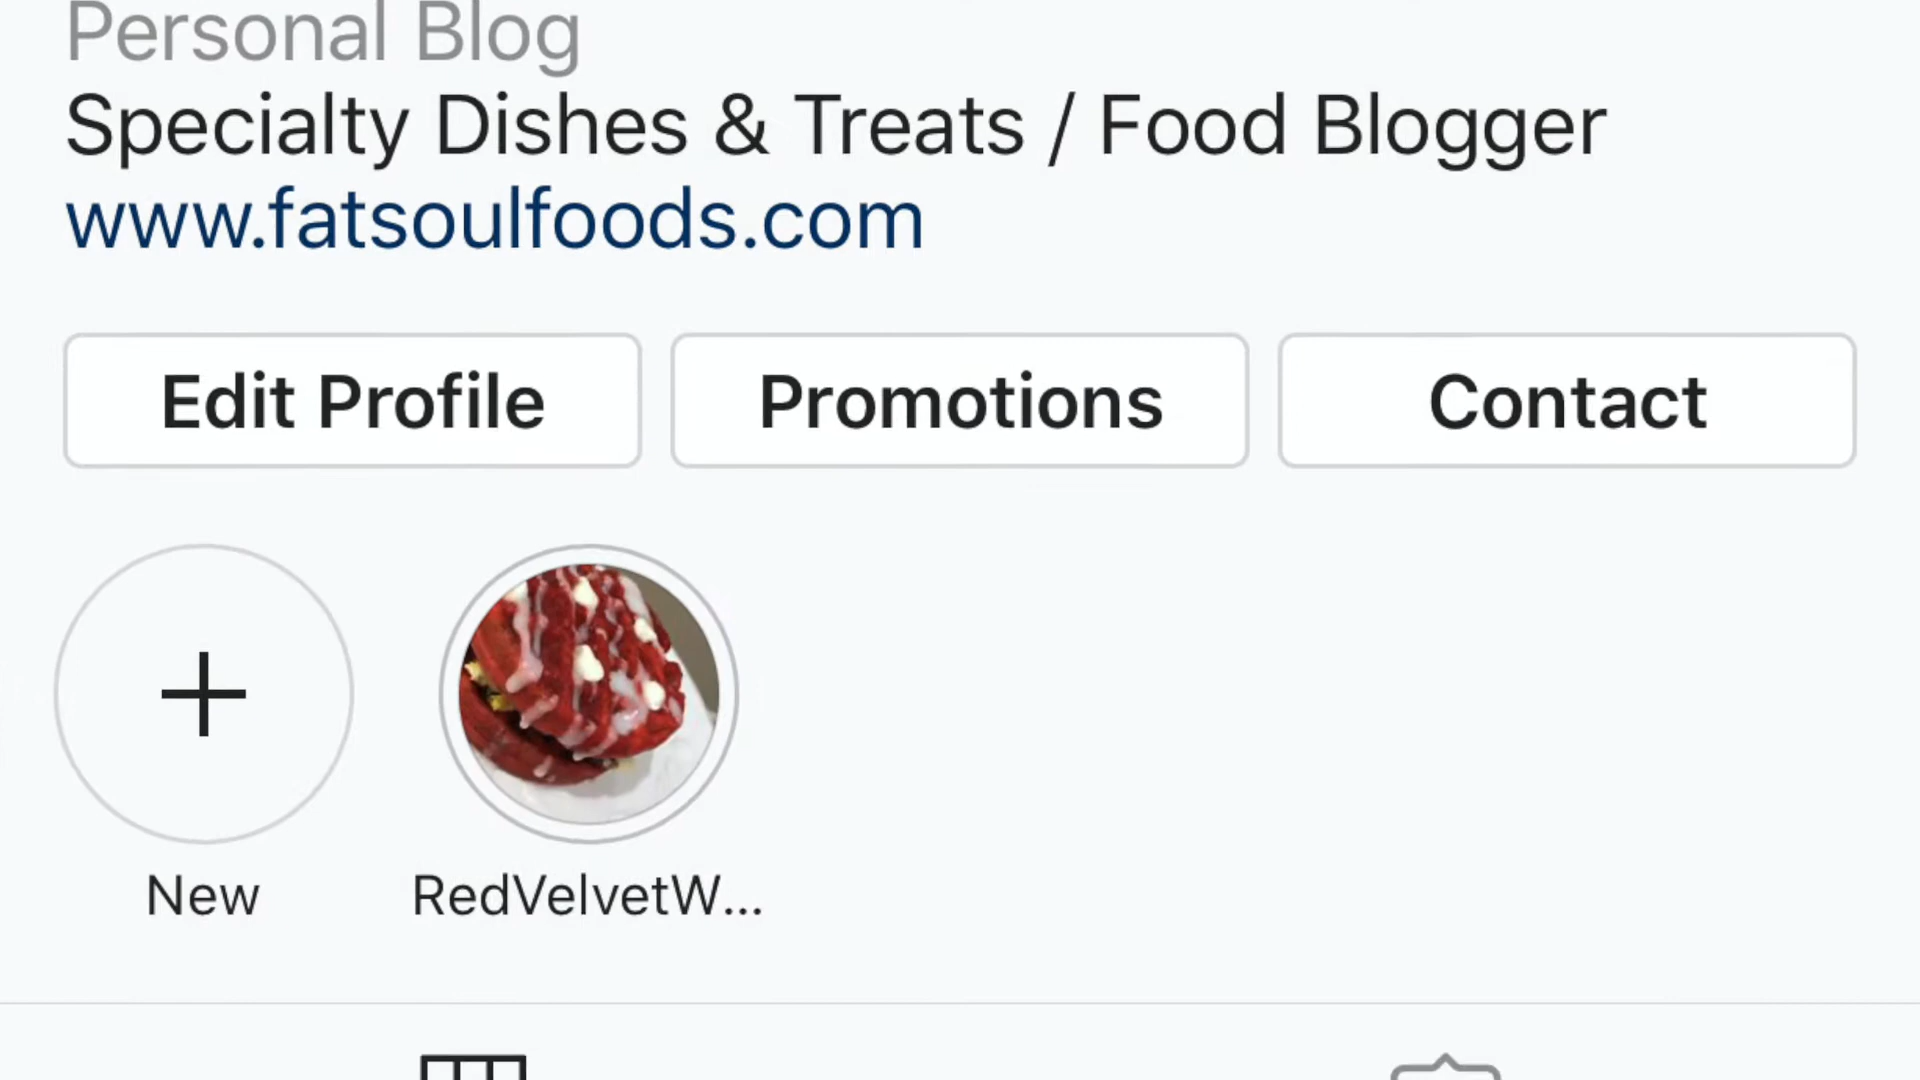 Personal Blog
Specialty Dishes & Treats / Food Blogger
www.fatsoulfoods.com
Edit Profile
Promotions
Contact
New
RedVelvetW...